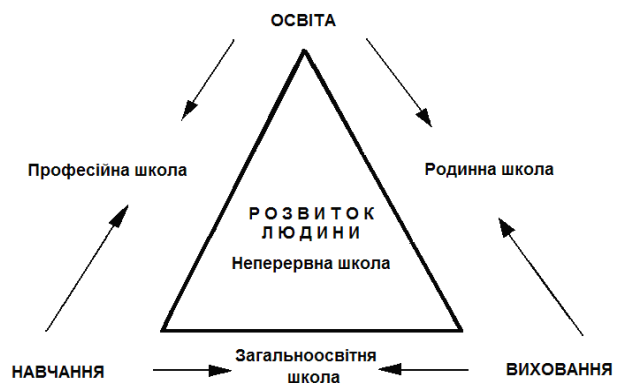 ОСВІТА
Професійна школа
Родинна школа
РОЗВИТОК
ЛЮДИНИ
Неперервна школа
НАВЧАННЯ
Загальноосвітня
школа
ВИХОВАННЯ